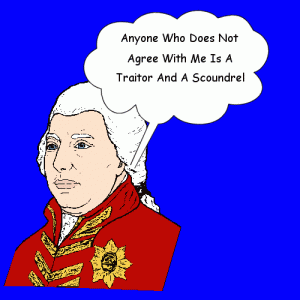 Anyone Who Does Not
Agree With Me Is A
Traitor And A Scoundrel